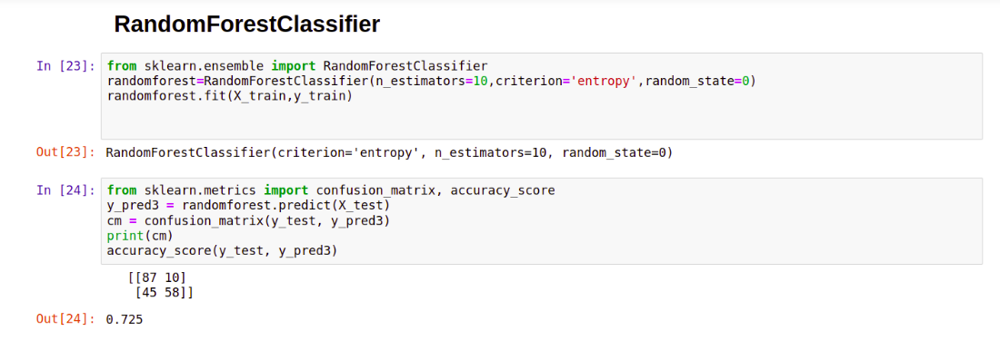 RandomForestClassifier
In [23]: from sklearn.ensemble import RandomForestClassifier
randomforest=RandomForestClassifier(n_estimators=10,criterion='entropy',random_state=0)
randomforest.fit(X_train,y_train)
Out[23]: RandomForestClassifier(criterion='entropy', n_estimators=10, random_state=0)
In [24]: from sklearn.metrics import confusion_matrix, accuracy_score
y_pred3 = randomforest.predict(X_test)
cm = confusion_matrix(y_test, y_pred3)
print(cm)
accuracy_score(y_test, y_pred3)
[[87 10]
[45 58]]
Out[24]: 0.725